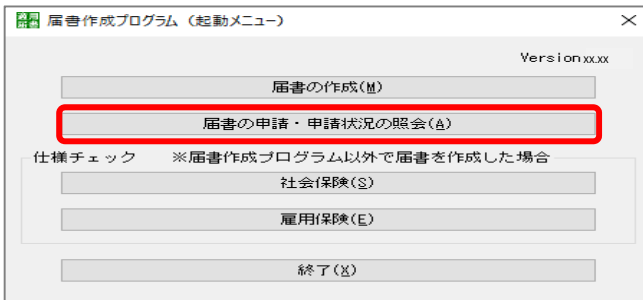 届書作成プログラム（起動メニュー）
Version xx.xx
届書の作成(M)
届書の申請・申請状況の照会(A)
仕様チェック　※届書作成プログラム以外で届書を作成した場合
社会保険(S)
雇用保険(E)
終了(X)